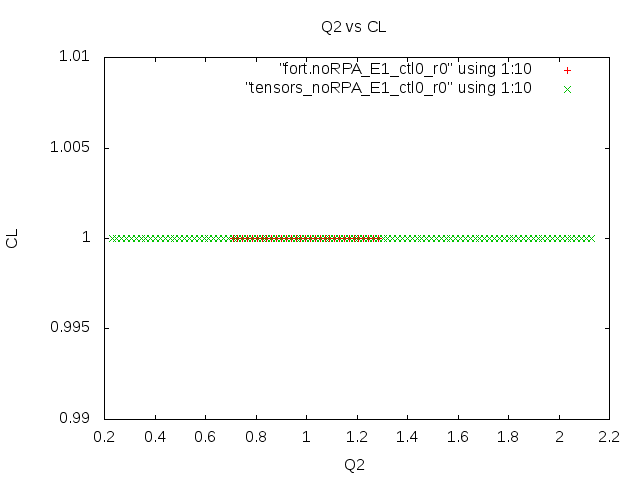 Q2 vs CL
"fort.noRPA_E1_ctl0_r0" using 1:10
"tensors_noRPA_E1_ctl0_r0" using 1:10
1.01
1.005
1
0.995
0.99
CL
0.2 0.4 0.6 0.8 1 1.2 1.4 1.6 1.8 2 2.2
Q2